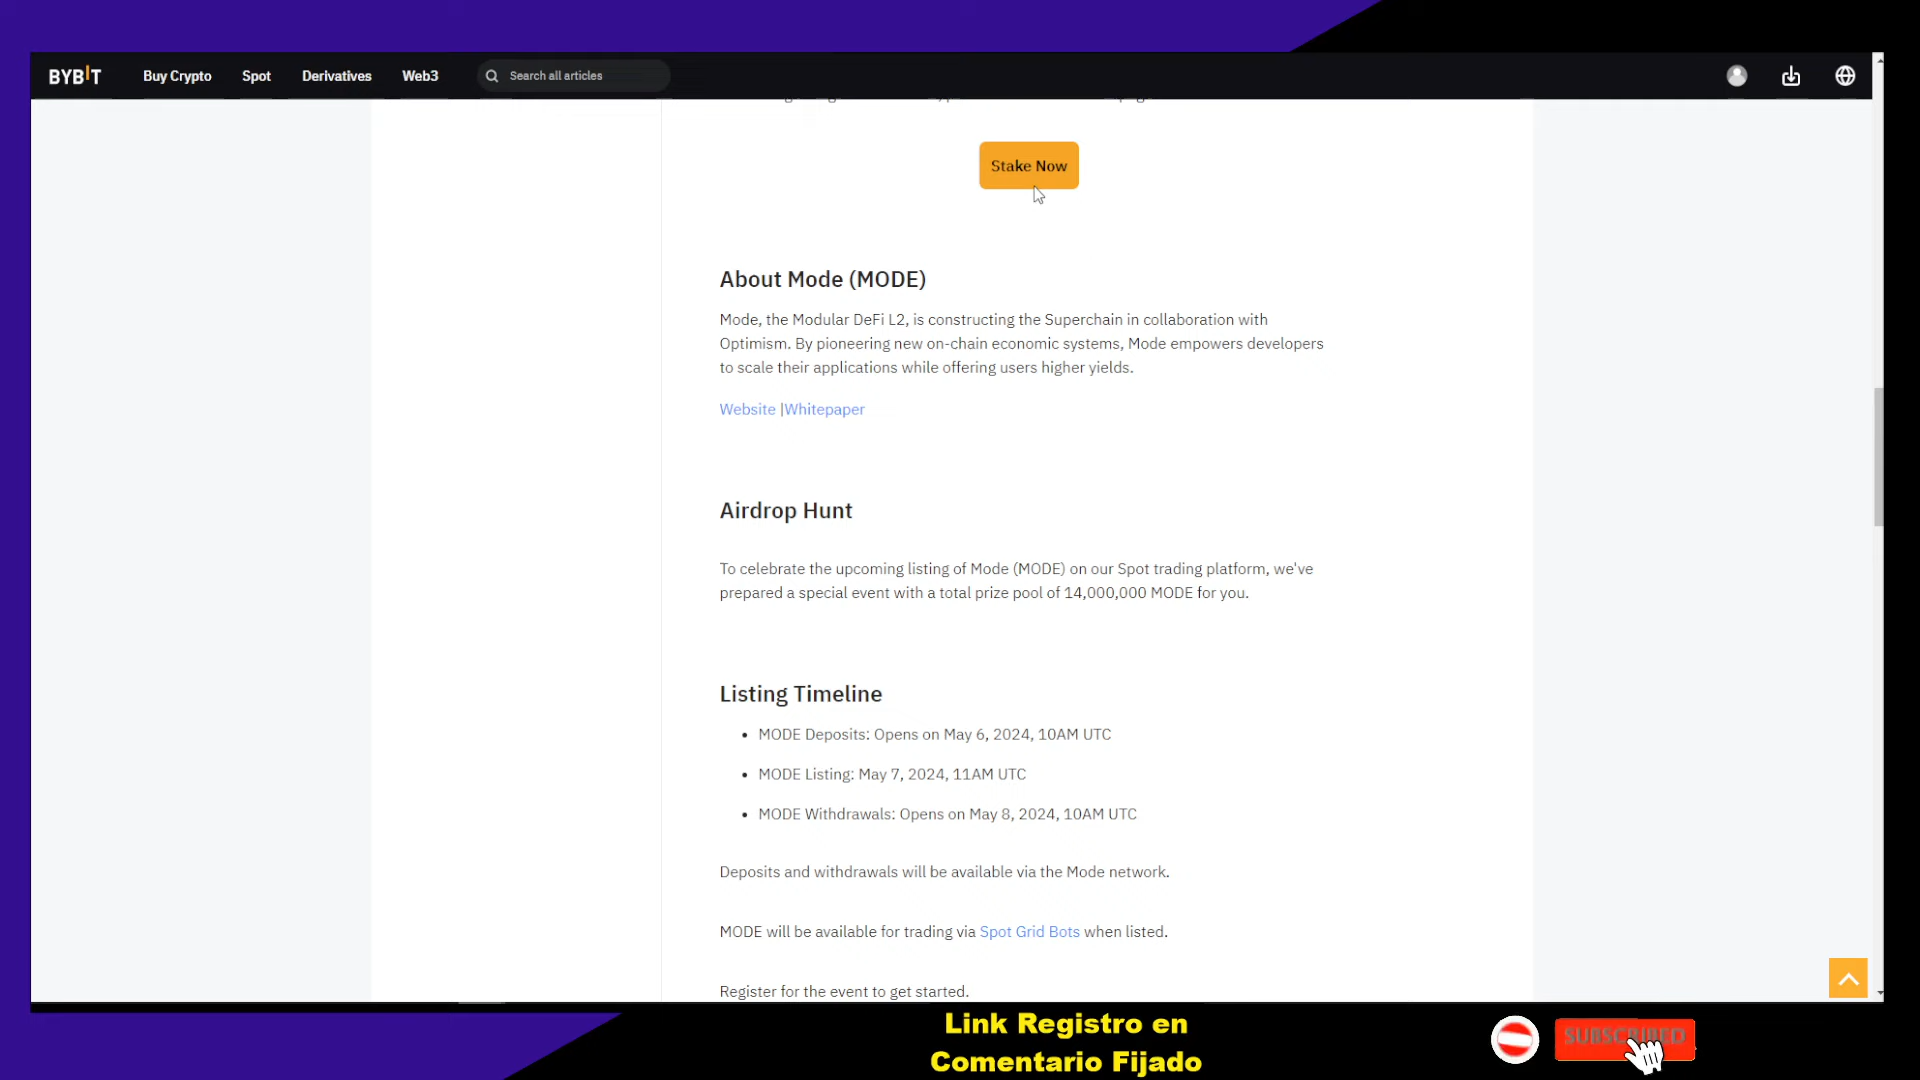 BYBIT Buy Crypto Spot Derivatives Web3 Search all articles
Stake Now
About Mode (MODE)
Mode, the Modular DeFi L2, is constructing the Superchain in collaboration with
Optimism. By pioneering new on-chain economic systems, Mode empowers developers
to scale their applications while offering users higher yields.
Website |Whitepaper
Airdrop Hunt
To celebrate the upcoming listing of Mode (MODE) on our Spot trading platform, we've
prepared a special event with a total prize pool of 14,000,000 MODE for you.
Listing Timeline
• MODE Deposits: Opens on May 6, 2024, 10AM UTC
• MODE Listing: May 7, 2024, 11AM UTC
• MODE Withdrawals: Opens on May 8, 2024, 10AM UTC
Deposits and withdrawals will be available via the Mode network.
MODE will be available for trading via Spot Grid Bots when listed.
Register for the event to get started.
Link Registro en
Comentario Fijado
SUBSCRIBED